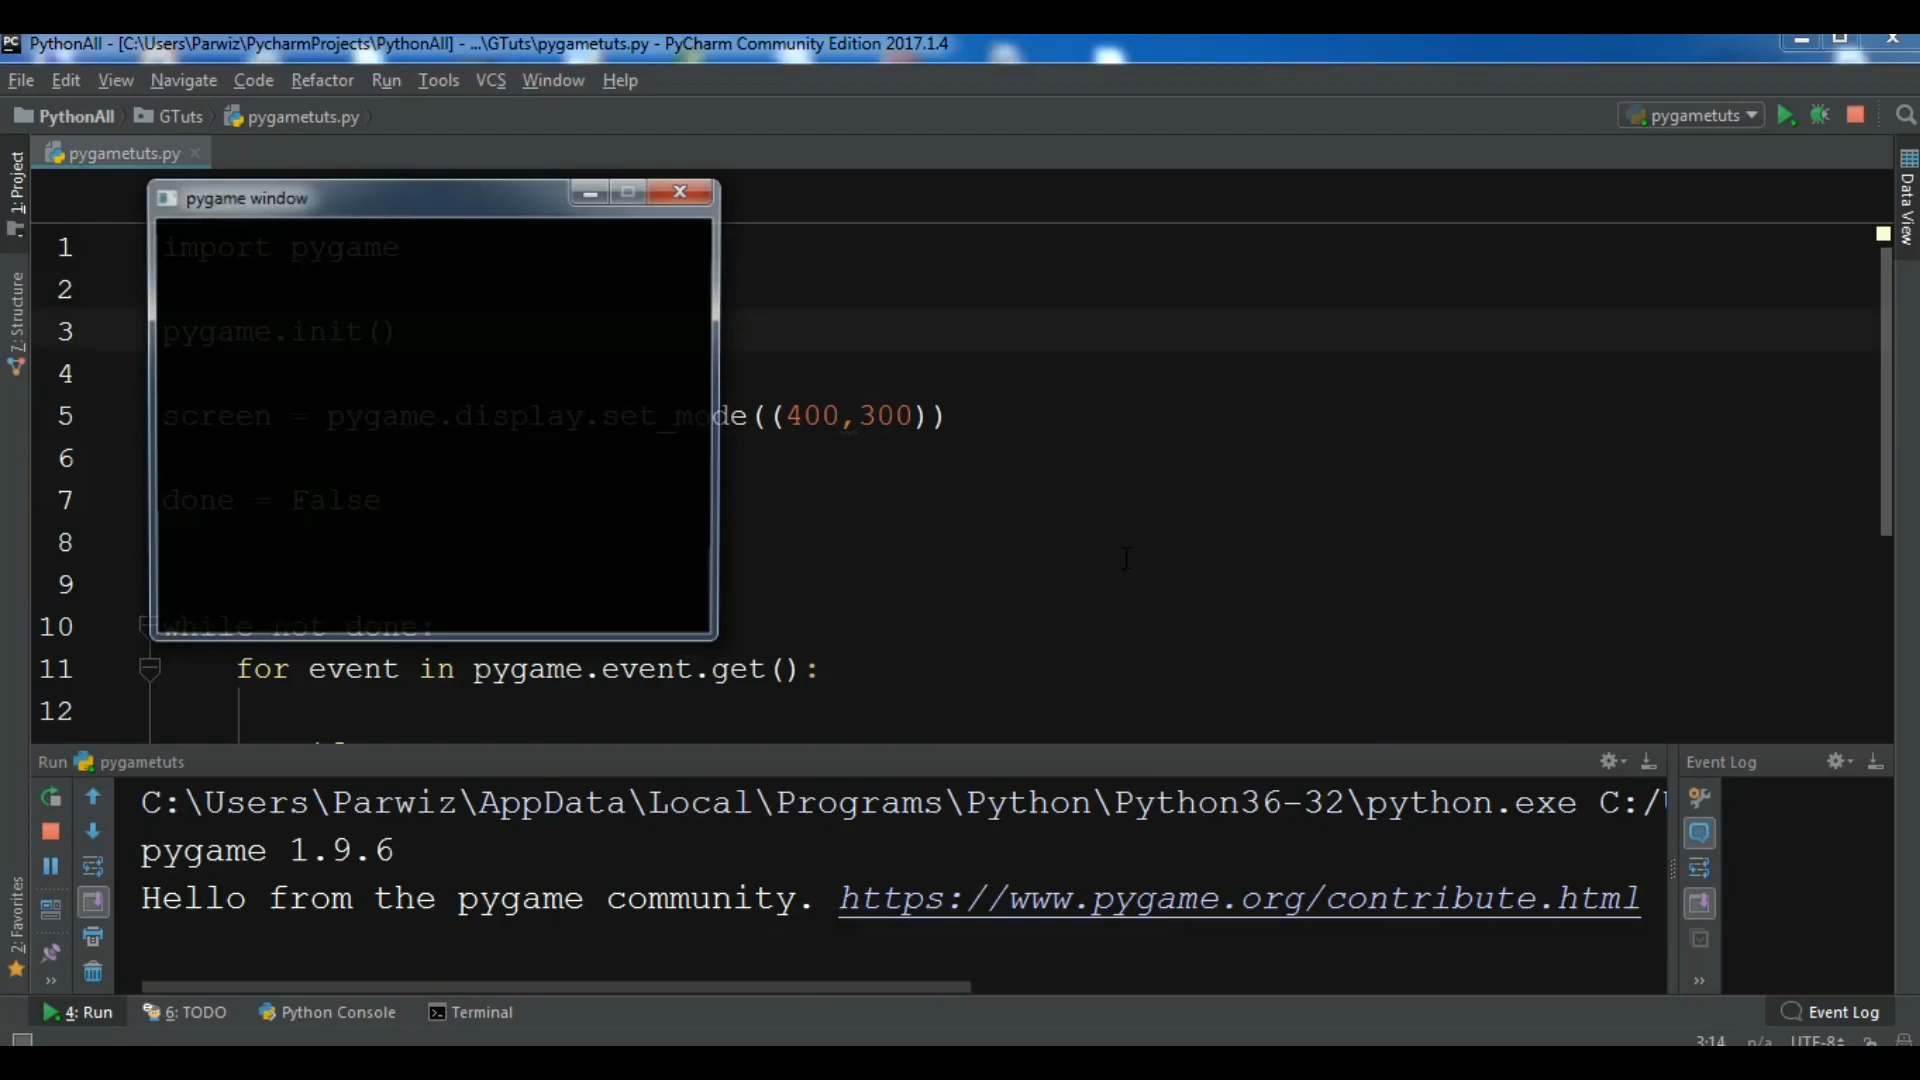 PC PythonAll - [C:\Users\Parwiz\PycharmProjects\PythonAll] - ...\GTuts\pygametuts.py - PyCharm Community Edition 2017.1.4
File Edit View Navigate Code Refactor Run Tools VCS Window Help
PythonAll GTuts pygametuts.py pygametuts
pygametuts.py
1: Project
7: Structure
2: Favorites
Data View
pygame window
1 import pygame
2
3 pygame.init()
4
5 screen = pygame.display.set_mode((400,300))
6
7 done = False
8
9
10 while not done:
11 for event in pygame.event.get():
12
Run pygametuts
Event Log
C:\Users\Parwiz\AppData\Local\Programs\Python\Python36-32\python.exe C:/
pygame 1.9.6
Hello from the pygame community. https://www.pygame.org/contribute.html
4: Run 6: TODO Python Console Terminal Event Log
3:14 n/a UTF-8